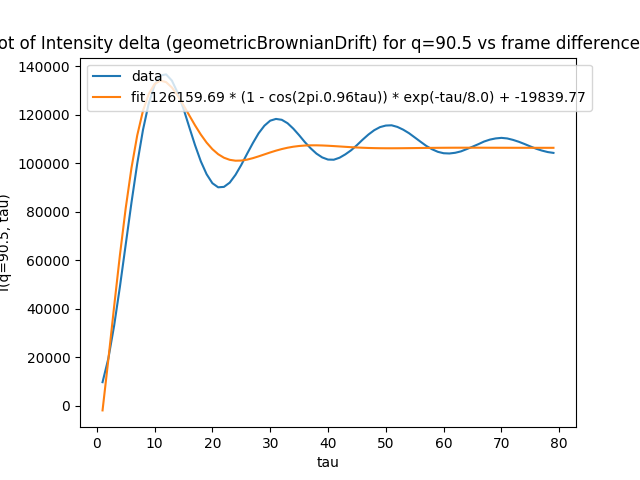 ot of Intensity delta (geometricBrownianDrift) for q=90.5 vs frame difference
140000
120000
100000
80000
60000
40000
20000
0
I(q=90.5, tau)
data
fit 126159.69 * (1 - cos(2pi.0.96tau)) * exp(-tau/8.0) + -19839.77
0 10 20 30 40 50 60 70 80
tau